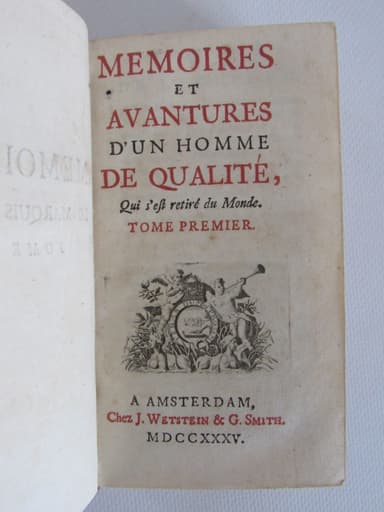 MEMOIRES
ET
AVANTURES
D'UN HOMME
DE QUALITÉ,
Qui s'est retiré du Monde.
TOME PREMIER.
A AMSTERDAM,
Chez J. WETSTEIN & G. SMITH.
MDCCXXXV.